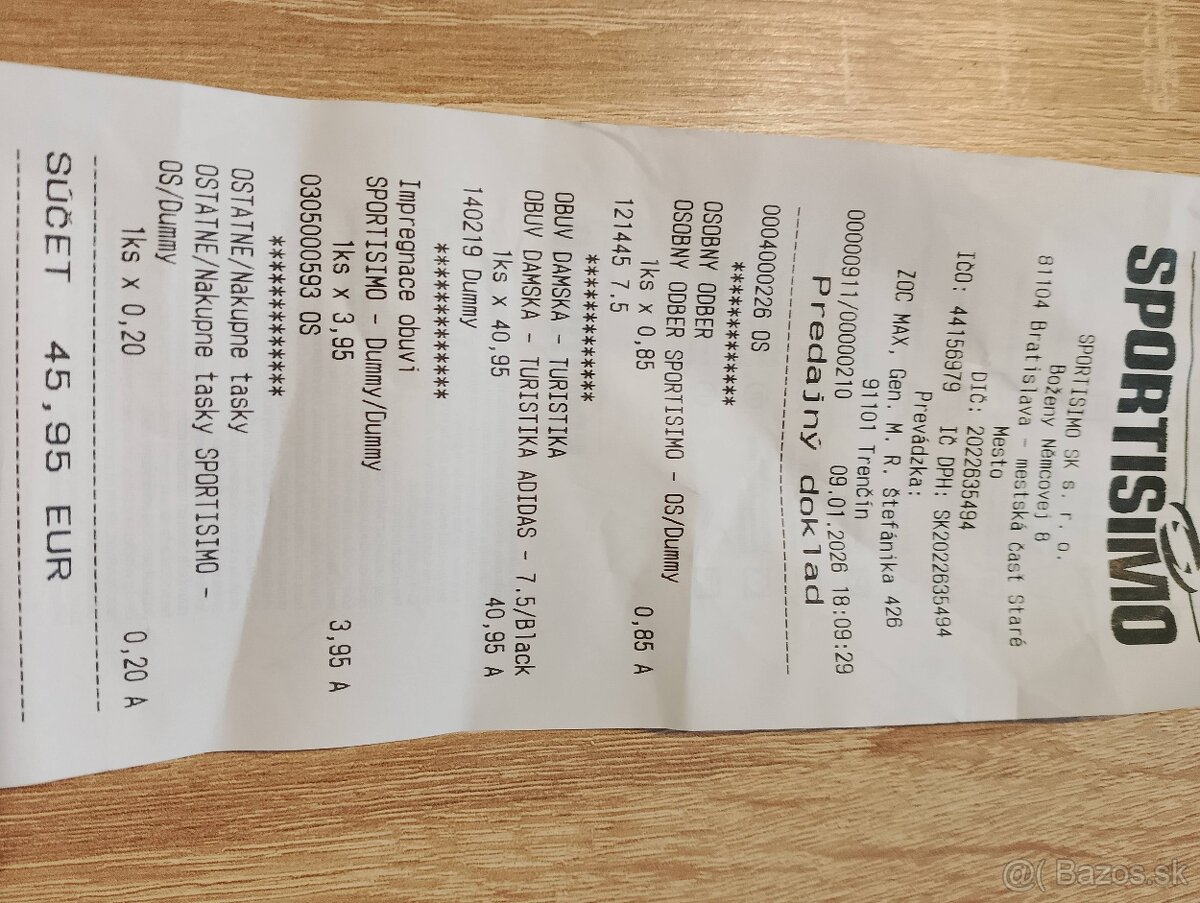 SPORTISIMO
SPORTISIMO SK s. r. o.
Boženy Němcovej 8
81104 Bratislava - mestská časť Staré
Mesto
DIČ: 2022635494
IČO: 44156979 IČ DPH: SK2022635494
Prevádzka:
ZOC MAX, Gen. M. R. Štefánika 426
91101 Trenčín
00000911/00000210 09.01.2026 18:09:29
Predajný doklad
0004000226 OS
************
OSOBNY ODBER
OSOBNY ODBER SPORTISIMO - OS/Dummy
1ks x 0,85 0,85 A
121445 7,5
************
OBUV DAMSKA - TURISTIKA
OBUV DAMSKA - TURISTIKA ADIDAS - 7.5/Black
1ks x 40,95 40,95 A
140219 Dummy
************
Impregnace obuvi
SPORTISIMO - Dummy/Dummy
1ks x 3,95 3,95 A
0305000593 OS
************
OSTATNE/Nakupne tasky
OSTATNE/Nakupne tasky SPORTISIMO -
OS/Dummy
1ks x 0,20 0,20 A
SÚČET 45,95 EUR
@( Bazos.sk